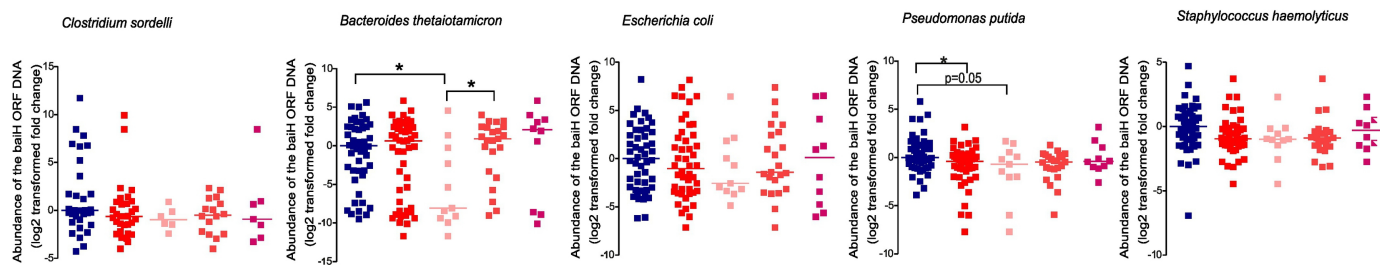 Clostridium sordelli
Abundance of the baiH ORF DNA
(log2 transformed fold change)
15
10
5
0
-5
Bacteroides thetaiotamicron
Abundance of the baiH ORF DNA
(log2 transformed fold change)
15
10
5
0
-5
-10
-15
*
*
Escherichia coli
Abundance of the baiH ORF DNA
(log2 transformed fold change)
10
5
0
-5
-10
Pseudomonas putida
Abundance of the baiH ORF DNA
(log2 transformed fold change)
10
5
0
-5
-10
*
p=0.05
Staphylococcus haemolyticus
Abundance of the baiH ORF DNA
(log2 transformed fold change)
5
0
-5
-10